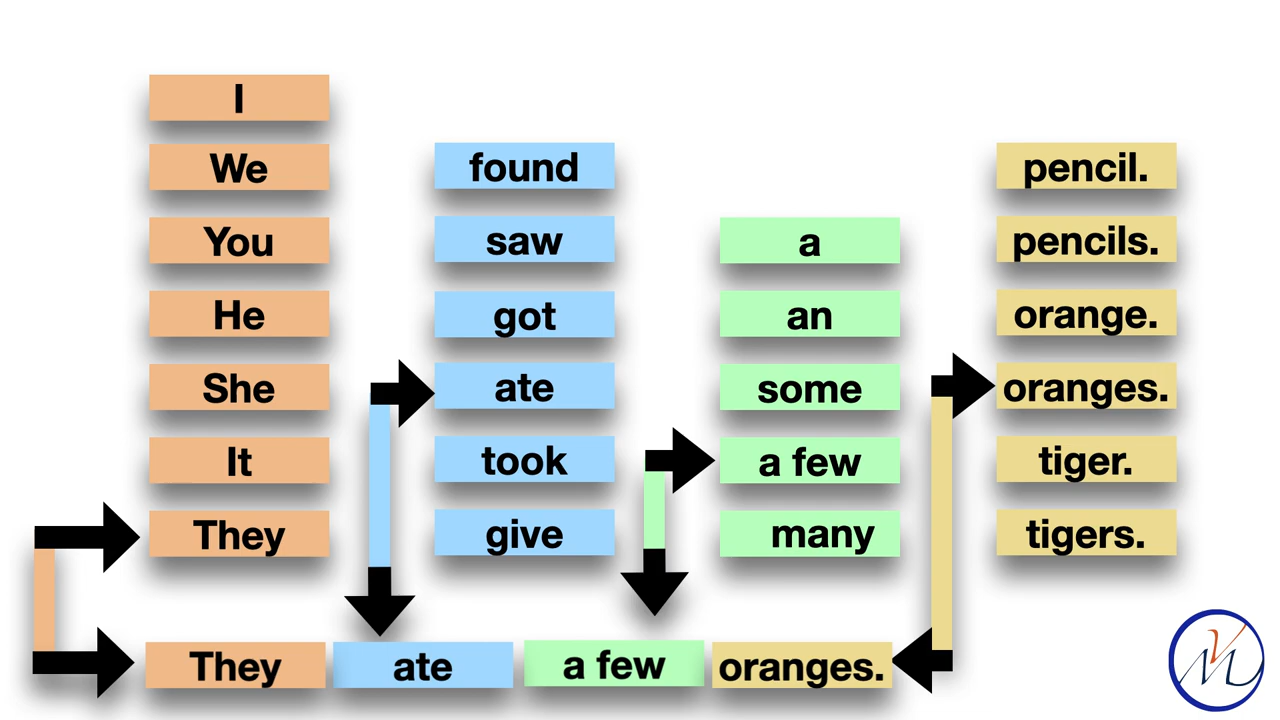 I
We
You
He
She
It
They
found
saw
got
ate
took
give
a
an
some
a few
many
pencil.
pencils.
orange.
oranges.
tiger.
tigers.
They ate a few oranges.